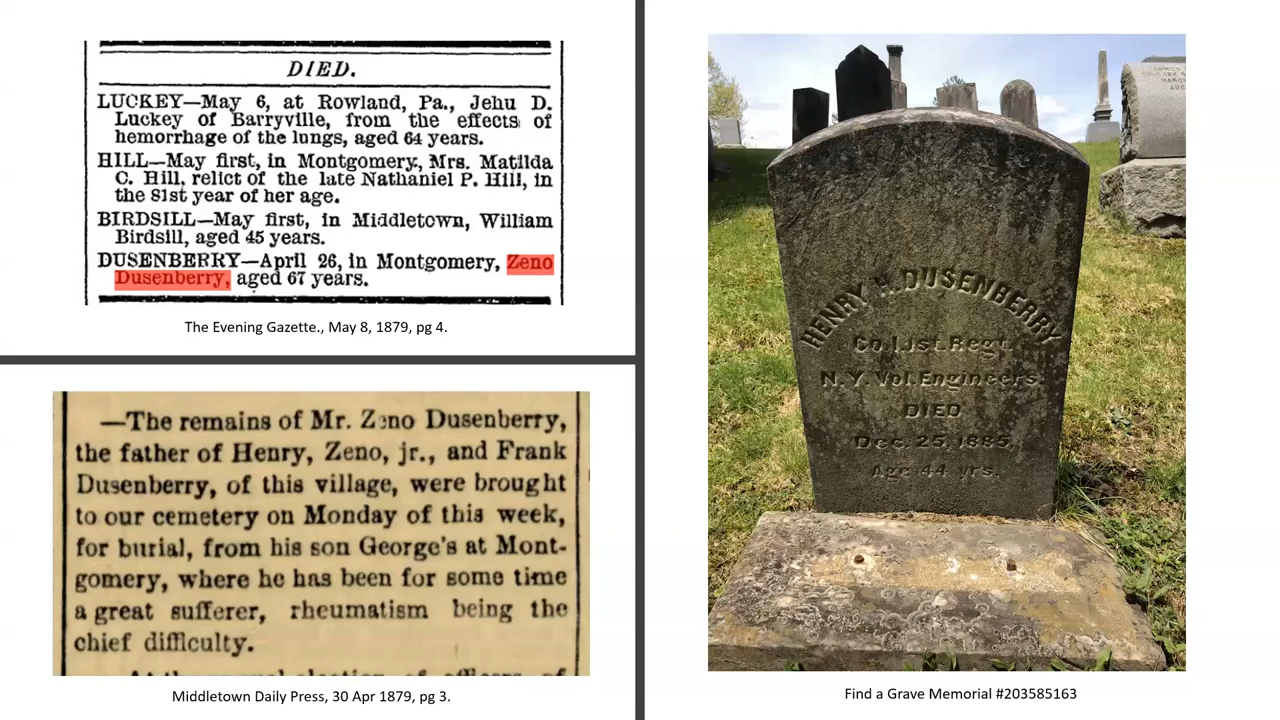 DIED.
LUCKEY—May 6, at Rowland, Pa., Jehu D.
Luckey of Barryville, from the effects of
hemorrhage of the lungs, aged 64 years.
HILL—May first, in Montgomery, Mrs. Matilda
C. Hill, relict of the late Nathaniel P. Hill, in
the 81st year of her age.
BIRDSILL—May first, in Middletown, William
Birdsill, aged 45 years.
DUSENBERRY—April 26, in Montgomery, Zeno
Dusenberry, aged 67 years.
The Evening Gazette., May 8, 1879, pg 4.
—The remains of Mr. Zeno Dusenberry,
the father of Henry, Zeno, jr., and Frank
Dusenberry, of this village, were brought
to our cemetery on Monday of this week,
for burial, from his son George's at Mont-
gomery, where he has been for some time
a great sufferer, rheumatism being the
chief difficulty.
Middletown Daily Press, 30 Apr 1879, pg 3.
HENRY H. DUSENBERRY
Co. I, 1st. Regt.
N. Y. Vol. Engineers.
DIED
Dec. 25, 1885,
Age 44 yrs.
Find a Grave Memorial #203585163